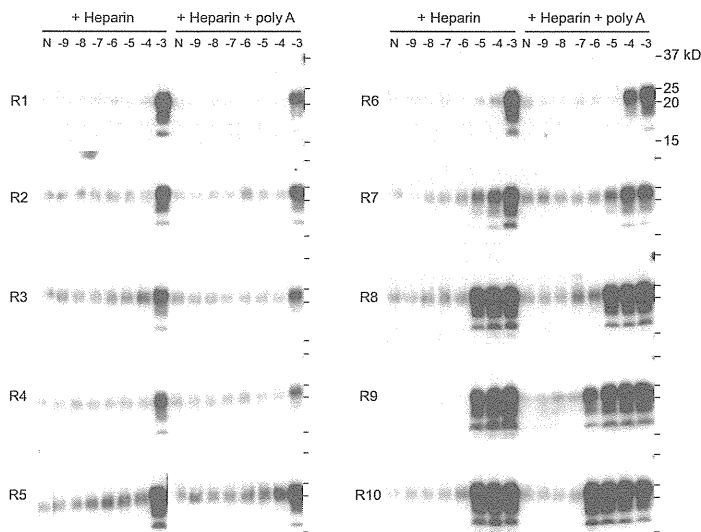 + Heparin + Heparin + poly A + Heparin + Heparin + poly A
N -9 -8 -7 -6 -5 -4 -3 N -9 -8 -7 -6 -5 -4 -3 N -9 -8 -7 -6 -5 -4 -3 N -9 -8 -7 -6 -5 -4 -3
37 kD
R1 R6 25
20
15
R2 R7
R3 R8
R4 R9
R5 R10